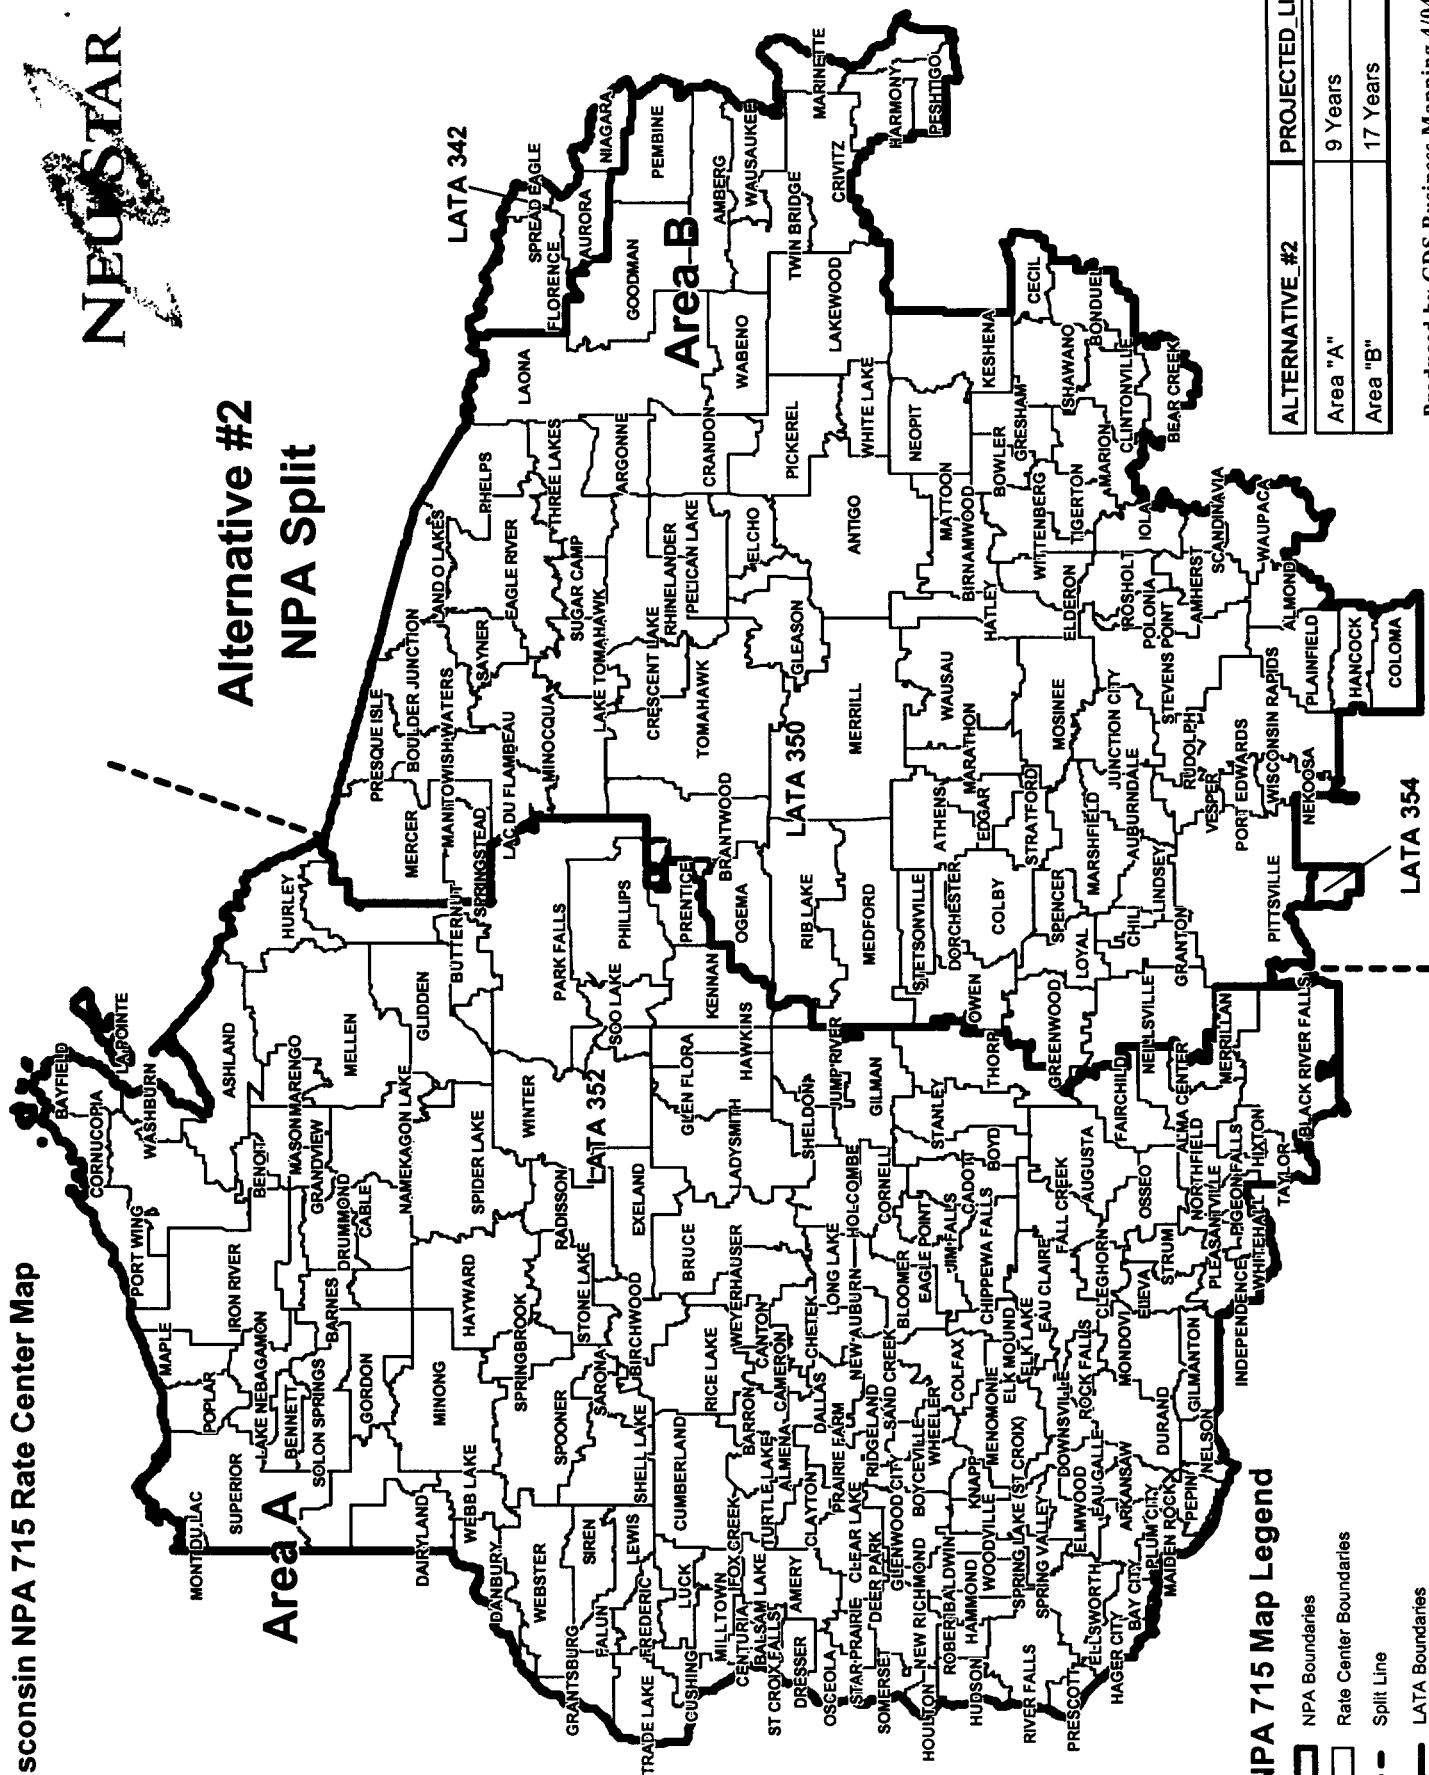 sconsin NPA 715 Rate Center Map
NEUSTAR
Alternative #2
NPA Split
LATA 342
Area A
Area B
LATA 350
LATA 352
LATA 354
BAYFIELD
LAPOINTE
CORNUCOPIA
WASHBURN
PORT WING
ASHLAND
HURLEY
MAPLE
POPLAR
IRON RIVER
BENOIT
MASON
MARENGO
GRANDVIEW
MELLEN
GLIDDEN
BUTTERNUT
SPRINGSTEAD
SUPERIOR
LAKE NEBAGAMON
BENNETT
SOLON SPRINGS
BARNES
DRUMMOND
CABLE
NAMEKAGON LAKE
MONTDULAC
GORDON
MINONG
HAYWARD
SPIDER LAKE
WINTER
PARK FALLS
PHILLIPS
SOO LAKE
PRENTICE
KENNAN
HAWKINS
GLEN FLORA
LADYSMITH
SHELDON
JUMP RIVER
GILMAN
DAIRYLAND
WEBB LAKE
DANBURY
SPRINGBROOK
STONE LAKE
RADISSON
EXELAND
BIRCHWOOD
BRUCE
WEYERHAUSER
WEBSTER
SPOONER
SARONA
SHELL LAKE
RICE LAKE
CANTON
CAMERON
CHETEK
LONG LAKE
NEW AUBURN
HOLCOMBE
CORNELL
SIREN
LEWIS
CUMBERLAND
BARRON
ALMENA
DALLAS
TURTLE LAKE
PRAIRIE FARM
CLAYTON
GRANTSBURG
FALUN
FREDERIC
LUCK
MILLTOWN
FOX CREEK
CENTURIA
BALSAM LAKE
AMERY
TRADE LAKE
CUSHING
ST CROIX FALLS
DRESSER
OSCEOLA
STAR PRAIRIE
CLEAR LAKE
DEER PARK
RIDGELAND
SAND CREEK
BLOOMER
EAGLE POINT
JIM FALLS
CADOTT
BOYD
STANLEY
THORP
SOMERSET
NEW RICHMOND
GLENWOOD CITY
BOYCEVILLE
WHEELER
COLFAX
CHIPPEWA FALLS
HOULTON
HUDSON
ROBERTS
BALDWIN
HAMMOND
WOODVILLE
KNAPP
MENOMONIE
ELK MOUND
ELK LAKE
EAU CLAIRE
FALL CREEK
AUGUSTA
FAIRCHILD
RIVER FALLS
PRESCOTT
SPRING LAKE (ST CROIX)
SPRING VALLEY
DOWNSVILLE
ROCK FALLS
CLEGHORN
ELEVA
STRUM
OSSEO
ELLSWORTH
HAGER CITY
BAY CITY
ELMWOOD
EAU GALLE
ARKANSAW
PLUM CITY
MAIDEN ROCK
PEPIN
DURAND
MONDOVI
NELSON
GILMANTON
INDEPENDENCE
WHITEHALL
PLEASANTVILLE
PIGEON FALLS
NORTHFIELD
HIXTON
TAYLOR
ALMA CENTER
MERRILLAN
BLACK RIVER FALLS
PRESQUE ISLE
BOULDER JUNCTION
LAND O LAKES
MERCER
MANITOWISH WATERS
SAYNER
EAGLE RIVER
PHELPS
LAONA
LAC DU FLAMBEAU
MINOCQUA
SUGAR CAMP
THREE LAKES
LAKE TOMAHAWK
ARGONNE
CRESCENT LAKE
RHINELANDER
PELICAN LAKE
CRANDON
TOMAHAWK
BRANTWOOD
OGEMA
ELCHO
PICKEREL
WABENO
GLEASON
RIB LAKE
MEDFORD
MERRILL
ANTIGO
WHITE LAKE
LAKEWOOD
SPREAD EAGLE
FLORENCE
AURORA
NIAGARA
GOODMAN
PEMBINE
AMBERG
WAUSAUKEE
TWIN BRIDGE
CRIVITZ
MARINETTE
HARMONY
PESHTIGO
STETSONVILLE
DORCHESTER
ATHENS
EDGAR
MARATHON
WAUSAU
MATTOON
NEOPIT
KESHENA
CECIL
OWEN
COLBY
STRATFORD
MOSINEE
HATLEY
BIRNAMWOOD
WITTENBERG
BOWLER
GRESHAM
SHAWANO
BONDUEL
GREENWOOD
SPENCER
LOYAL
MARSHFIELD
ELDERON
TIGERTON
MARION
CLINTONVILLE
BEAR CREEK
CHILI
LINDSEY
AUBURNDALE
JUNCTION CITY
ROSHOLT
POLONIA
IOLA
NEILLSVILLE
GRANTON
STEVENS POINT
AMHERST
SCANDINAVIA
WAUPACA
RUDOLPH
VESPER
PORT EDWARDS
WISCONSIN RAPIDS
ALMOND
PITTSVILLE
NEKOOSA
PLAINFIELD
HANCOCK
COLOMA
ALTERNATIVE_#2 PROJECTED_LI
Area "A" 9 Years
Area "B" 17 Years
NPA 715 Map Legend
NPA Boundaries
Rate Center Boundaries
Split Line
LATA Boundaries